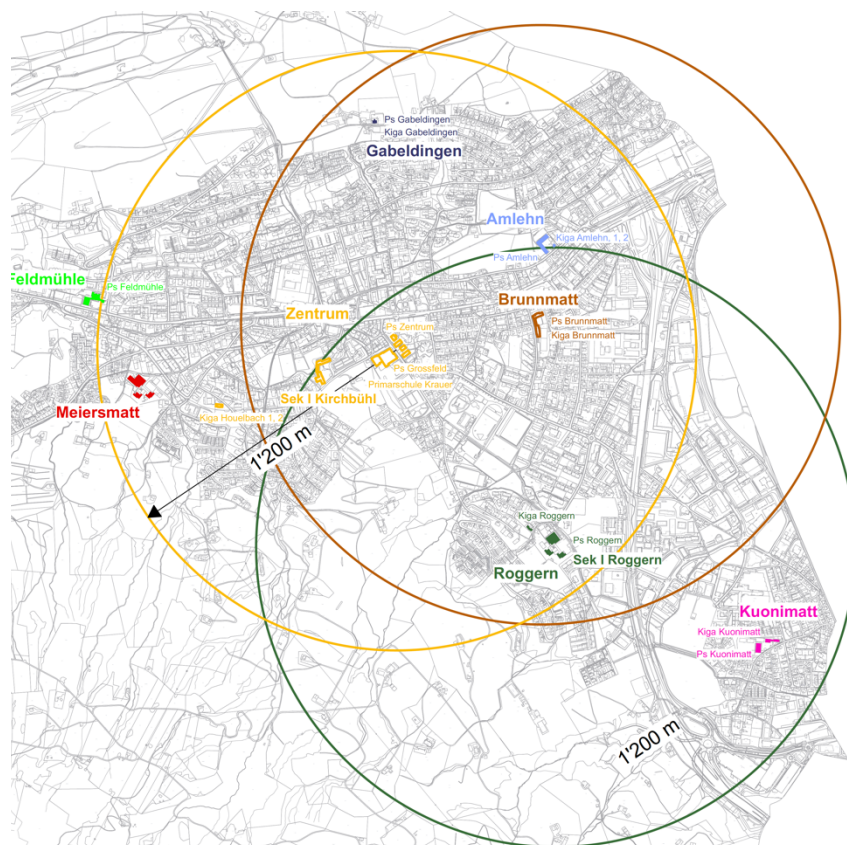 Ps Gabeldingen
Kiga Gabeldingen
Gabeldingen
Amlehn
Kiga Amlehn, 1, 2
Ps Amlehn
Feldmühle
Ps Feldmühle
Brunnmatt
Ps Brunnmatt
Kiga Brunnmatt
Zentrum
Ps Zentrum
Ps Grossfeld
Primarschule Krauer
Sek I Kirchbühl
Meiersmatt
Kiga Houelbach 1, 2
1'200 m
Kiga Roggern
Ps Roggern
Sek I Roggern
Roggern
Kuonimatt
Kiga Kuonimatt
Ps Kuonimatt
1'200 m